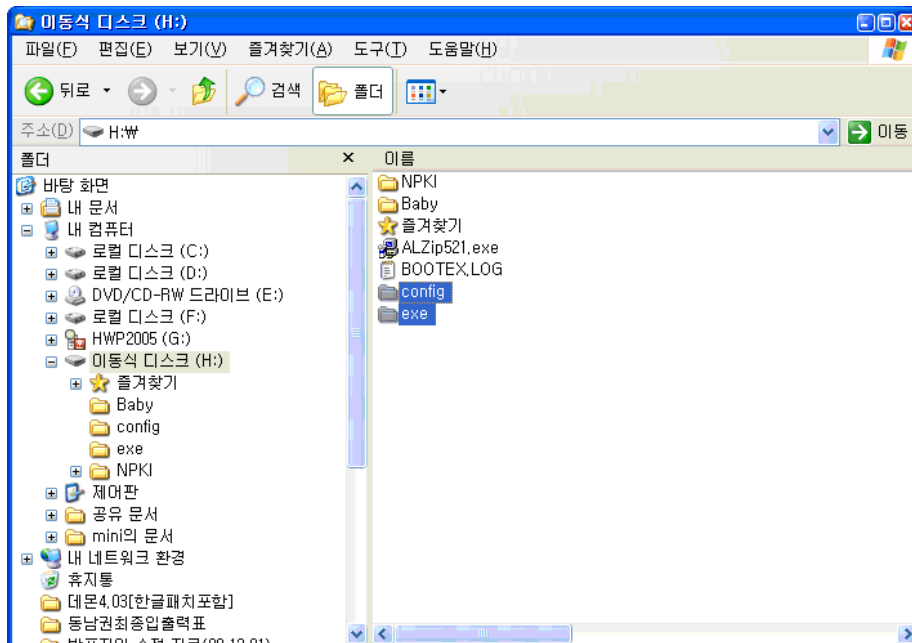 이동식 디스크 (H:)
파일(F) 편집(E) 보기(V) 즐겨찾기(A) 도구(T) 도움말(H)
뒤로 검색 폴더
주소(D) H:₩ 이동
폴더
바탕 화면
내 문서
내 컴퓨터
로컬 디스크 (C:)
로컬 디스크 (D:)
DVD/CD-RW 드라이브 (E:)
로컬 디스크 (F:)
HWP2005 (G:)
이동식 디스크 (H:)
즐겨찾기
Baby
config
exe
NPKI
제어판
공유 문서
mini의 문서
내 네트워크 환경
휴지통
데몬4.03[한글패치포함]
동남권최종입출력표
이름
NPKI
Baby
즐겨찾기
ALZip521.exe
BOOTEX.LOG
config
exe